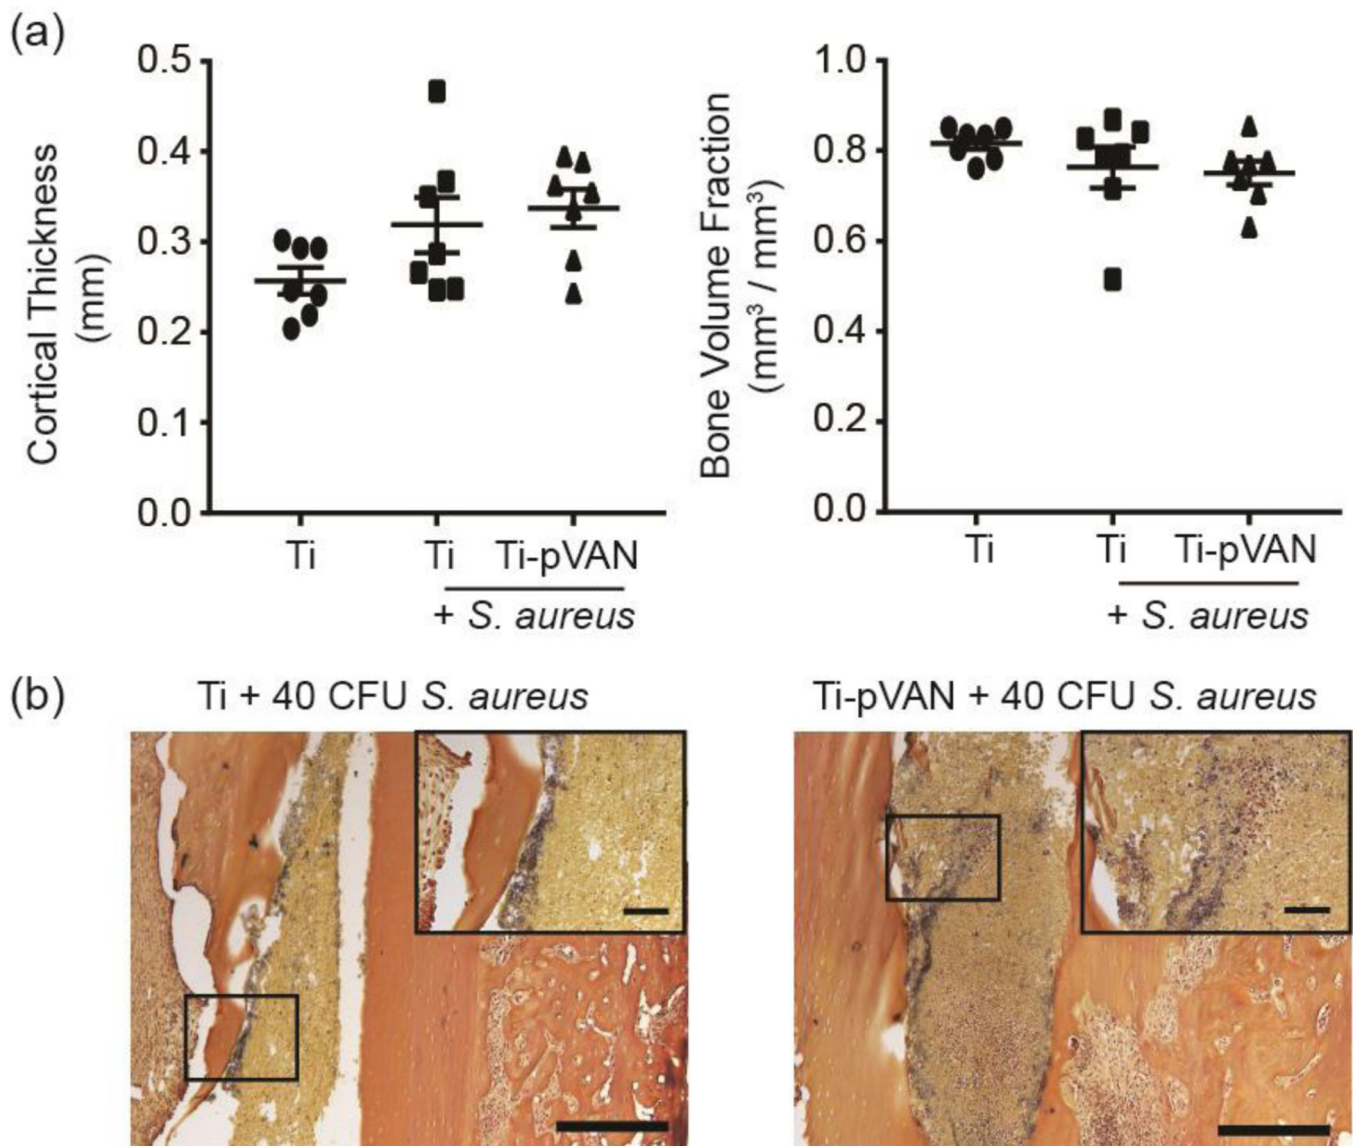 (a)
Cortical Thickness
(mm)
0.5
0.4
0.3
0.2
0.1
0.0
Ti
Ti
Ti-pVAN
+ S. aureus
Bone Volume Fraction
(mm³ / mm³)
1.0
0.8
0.6
0.4
0.2
0.0
Ti
Ti
Ti-pVAN
+ S. aureus
(b)
Ti + 40 CFU S. aureus
Ti-pVAN + 40 CFU S. aureus